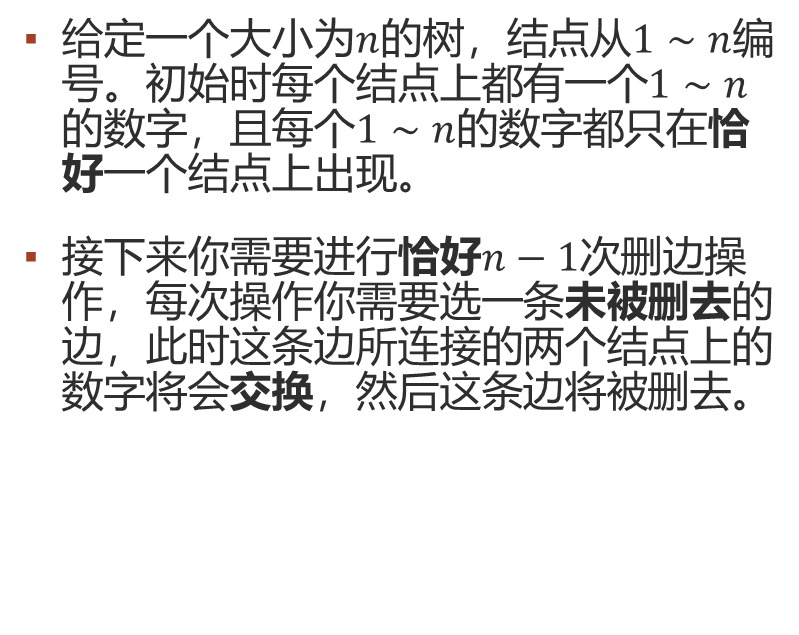 ▪ 给定一个大小为n的树，结点从1 ~ n编
号。初始时每个结点上都有一个1 ~ n
的数字，且每个1 ~ n的数字都只在恰
好一个结点上出现。
▪ 接下来你需要进行恰好n − 1次删边操
作，每次操作你需要选一条未被删去的
边，此时这条边所连接的两个结点上的
数字将会交换，然后这条边将被删去。